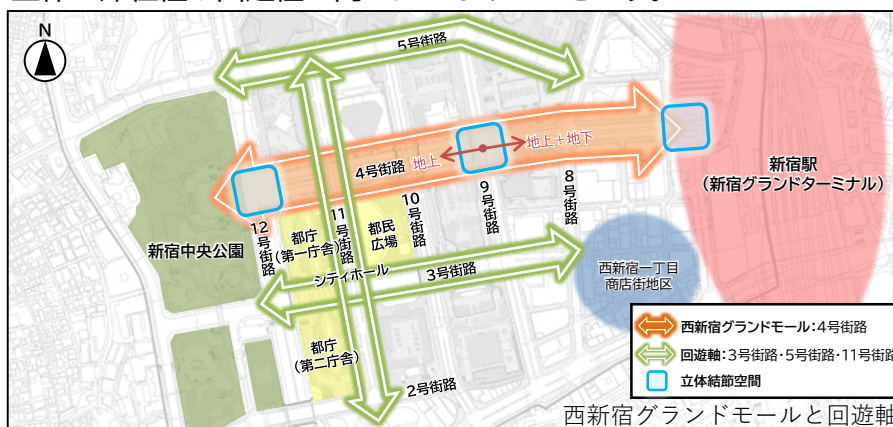 N
5号街路
地上
地上+地下
4号街路
新宿駅
(新宿グランドターミナル)
8号街路
9号街路
10号街路
11号街路
12号街路
新宿中央公園
都庁
(第一庁舎)
都民
広場
シティホール
3号街路
西新宿一丁目
商店街地区
都庁
(第二庁舎)
2号街路
西新宿グランドモール:4号街路
回遊軸:3号街路・5号街路・11号街路
立体結節空間
西新宿グランドモールと回遊軸